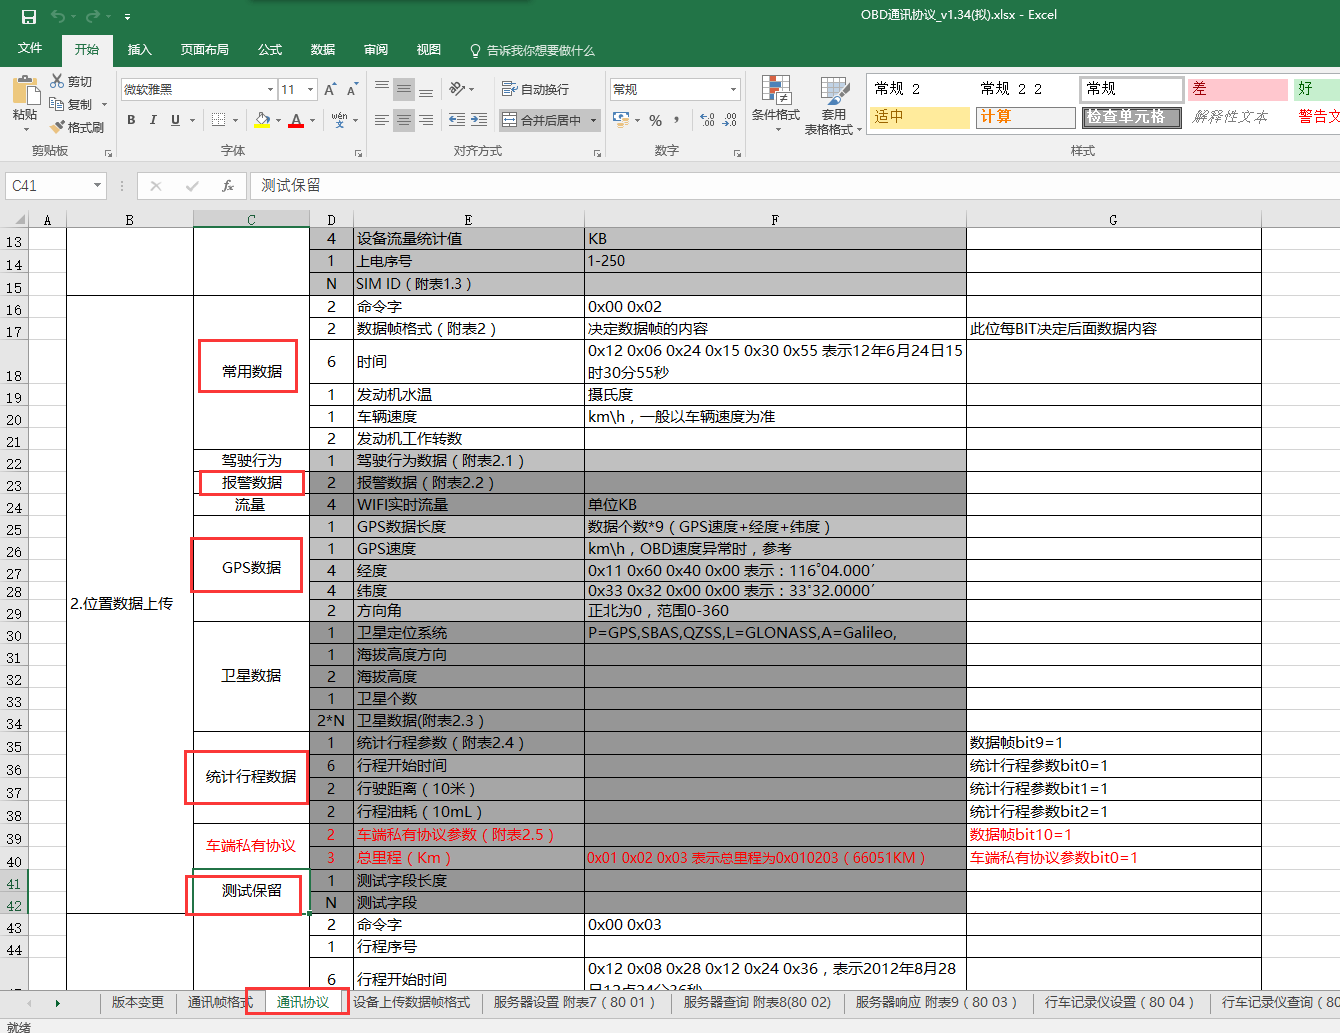 OBD通讯协议_v1.34(拟).xlsx - Excel
文件 开始 插入 页面布局 公式 数据 审阅 视图 告诉我你想要做什么
粘贴 剪切 复制 格式刷 剪贴板
微软雅黑 11 A A B I U A wén 变 字体
自动换行 合并后居中 对齐方式
常规 % , .00 数字
条件格式 套用 表格格式
常规 2 常规 2 2 常规 差 好
适中 计算 检查单元格 解释性文本 警告文
样式
C41 fx 测试保留
A B C D E F G
13 4 设备流量统计值 KB
14 1 上电序号 1-250
15 N SIM ID（附表1.3）
16 2 命令字 0x00 0x02
17 2 数据帧格式（附表2） 决定数据帧的内容 此位每BIT决定后面数据内容
18 常用数据 6 时间 0x12 0x06 0x24 0x15 0x30 0x55 表示12年6月24日15
时30分55秒
19 1 发动机水温 摄氏度
20 1 车辆速度 km\h，一般以车辆速度为准
21 2 发动机工作转数
22 驾驶行为 1 驾驶行为数据（附表2.1）
23 报警数据 2 报警数据（附表2.2）
24 流量 4 WIFI实时流量 单位KB
25 1 GPS数据长度 数据个数*9（GPS速度+经度+纬度）
26 1 GPS速度 km\h，OBD速度异常时，参考
27 GPS数据 4 经度 0x11 0x60 0x40 0x00 表示：116°04.000′
28 2.位置数据上传 4 纬度 0x33 0x32 0x00 0x00 表示：33°32.0000′
29 2 方向角 正北为0，范围0-360
30 1 卫星定位系统 P=GPS,SBAS,QZSS,L=GLONASS,A=Galileo,
31 1 海拔高度方向
32 卫星数据 2 海拔高度
33 1 卫星个数
34 2*N 卫星数据(附表2.3）
35 1 统计行程参数（附表2.4） 数据帧bit9=1
36 统计行程数据 6 行程开始时间 统计行程参数bit0=1
37 2 行驶距离（10米） 统计行程参数bit1=1
38 2 行程油耗（10mL） 统计行程参数bit2=1
39 车端私有协议 2 车端私有协议参数（附表2.5） 数据帧bit10=1
40 3 总里程（Km） 0x01 0x02 0x03 表示总里程为0x010203（66051KM） 车端私有协议参数bit0=1
41 测试保留 1 测试字段长度
42 N 测试字段
43 2 命令字 0x00 0x03
44 1 行程序号
6 行程开始时间 0x12 0x08 0x28 0x12 0x24 0x36，表示2012年8月28
日12点24分36秒
版本变更 通讯帧格式 通讯协议 设备上传数据帧格式 服务器设置 附表7（80 01） 服务器查询 附表8(80 02) 服务器响应 附表9（80 03） 行车记录仪设置（80 04） 行车记录仪查询（80
就绪